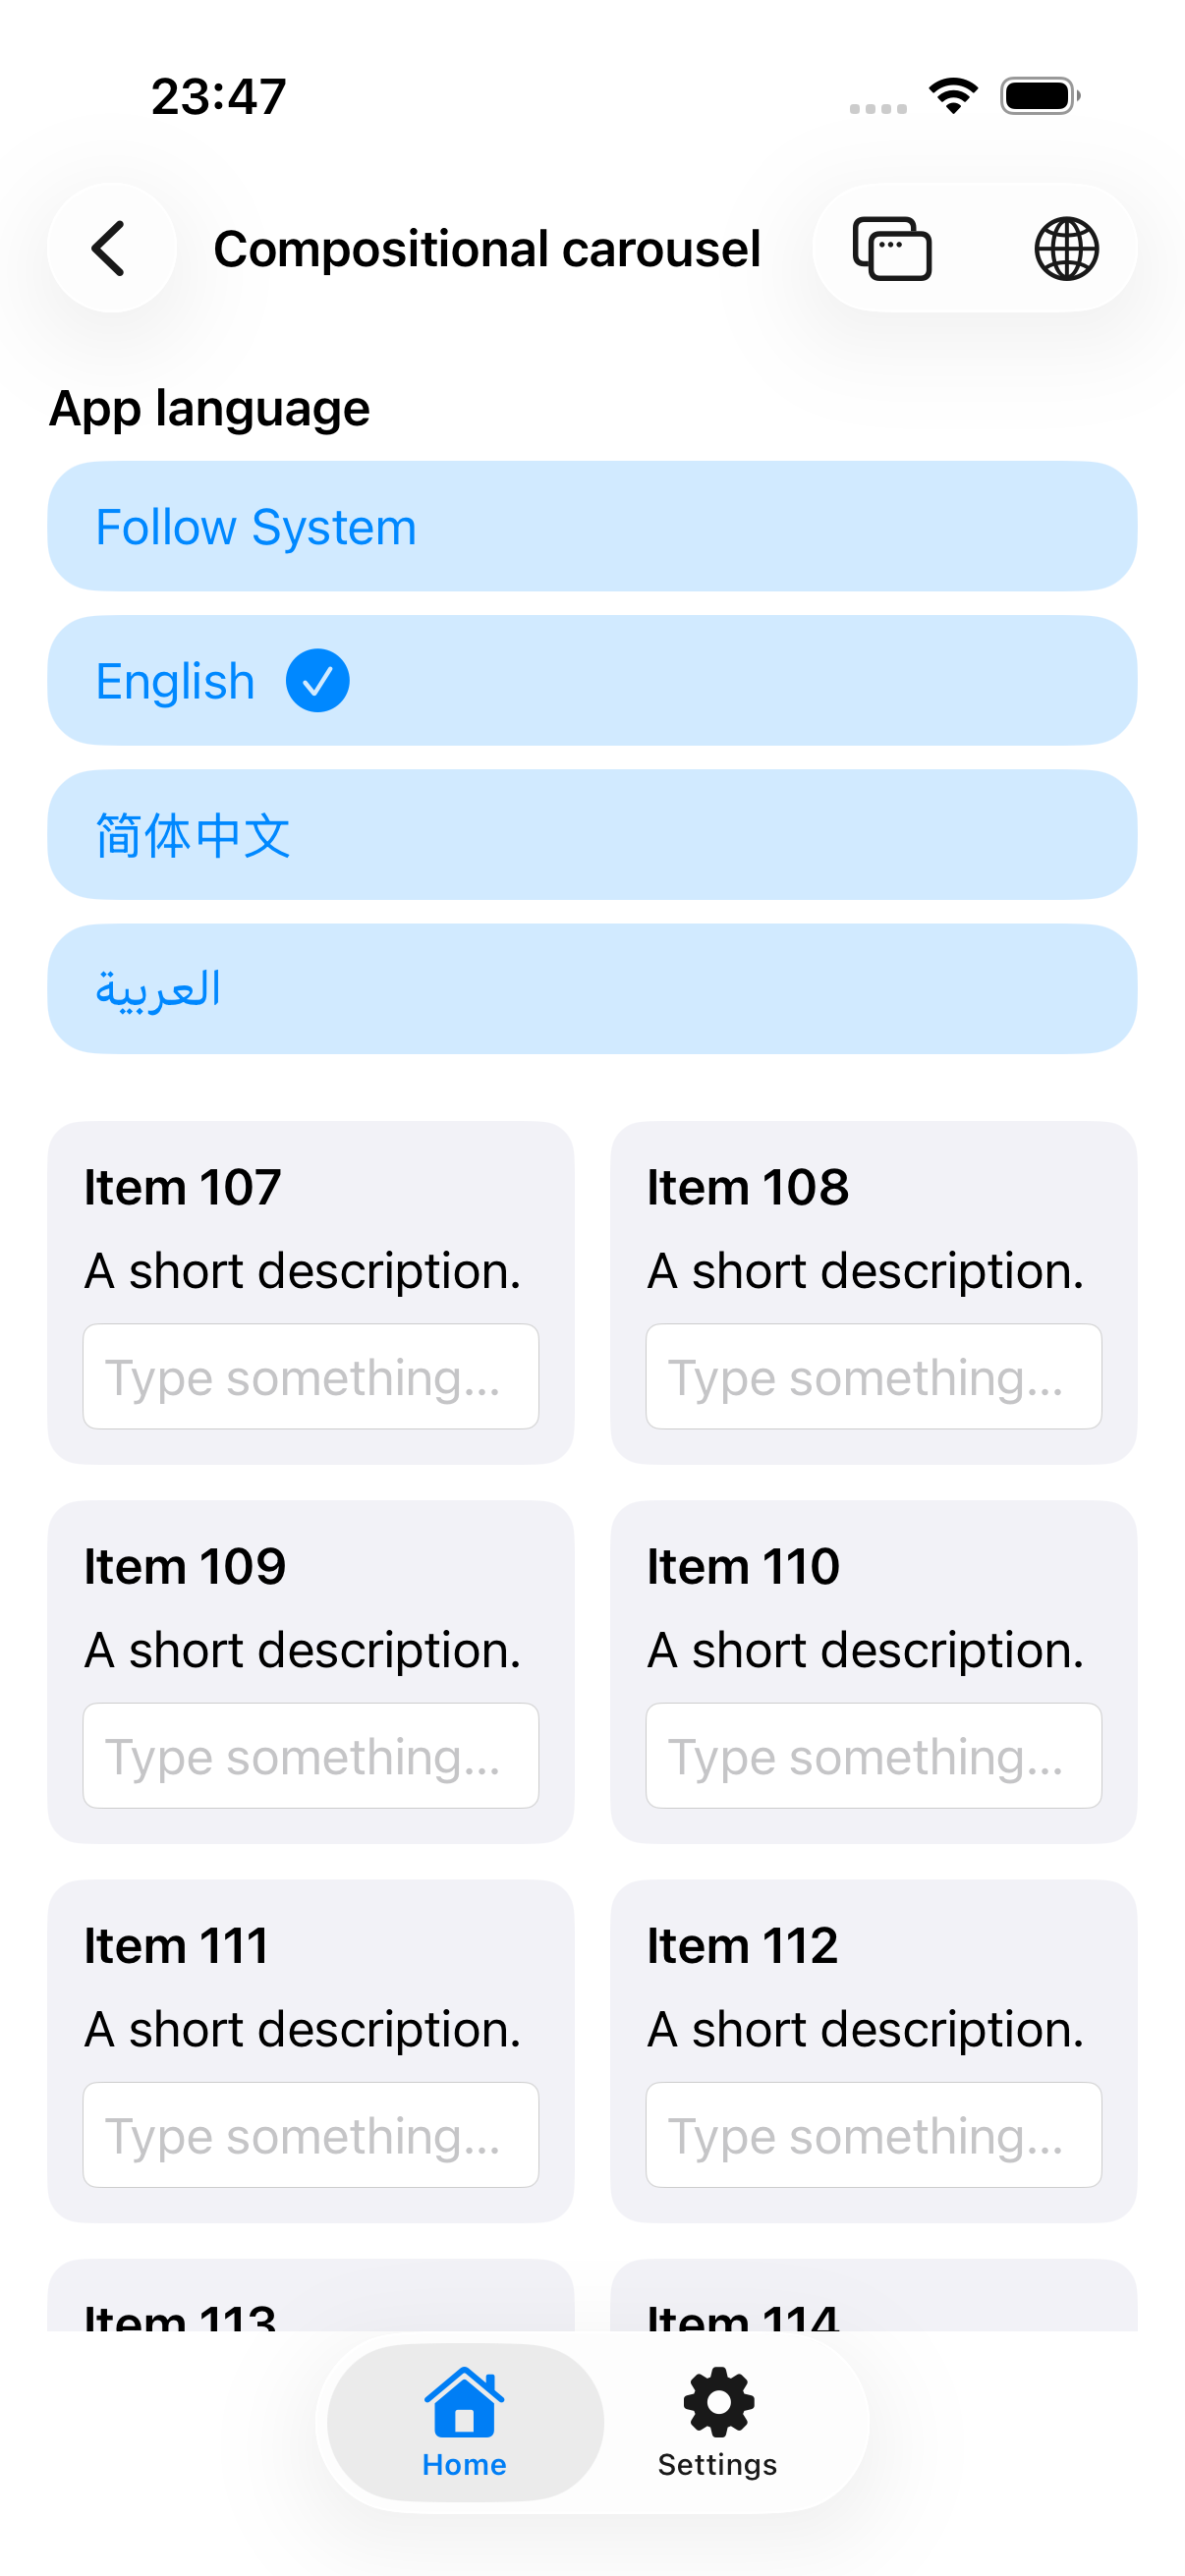 23:47
Compositional carousel
App language
Follow System
English
简体中文
العربية
Item 107
A short description.
Type something...
Item 108
A short description.
Type something...
Item 109
A short description.
Type something...
Item 110
A short description.
Type something...
Item 111
A short description.
Type something...
Item 112
A short description.
Type something...
Item 113
Item 114
Home
Settings